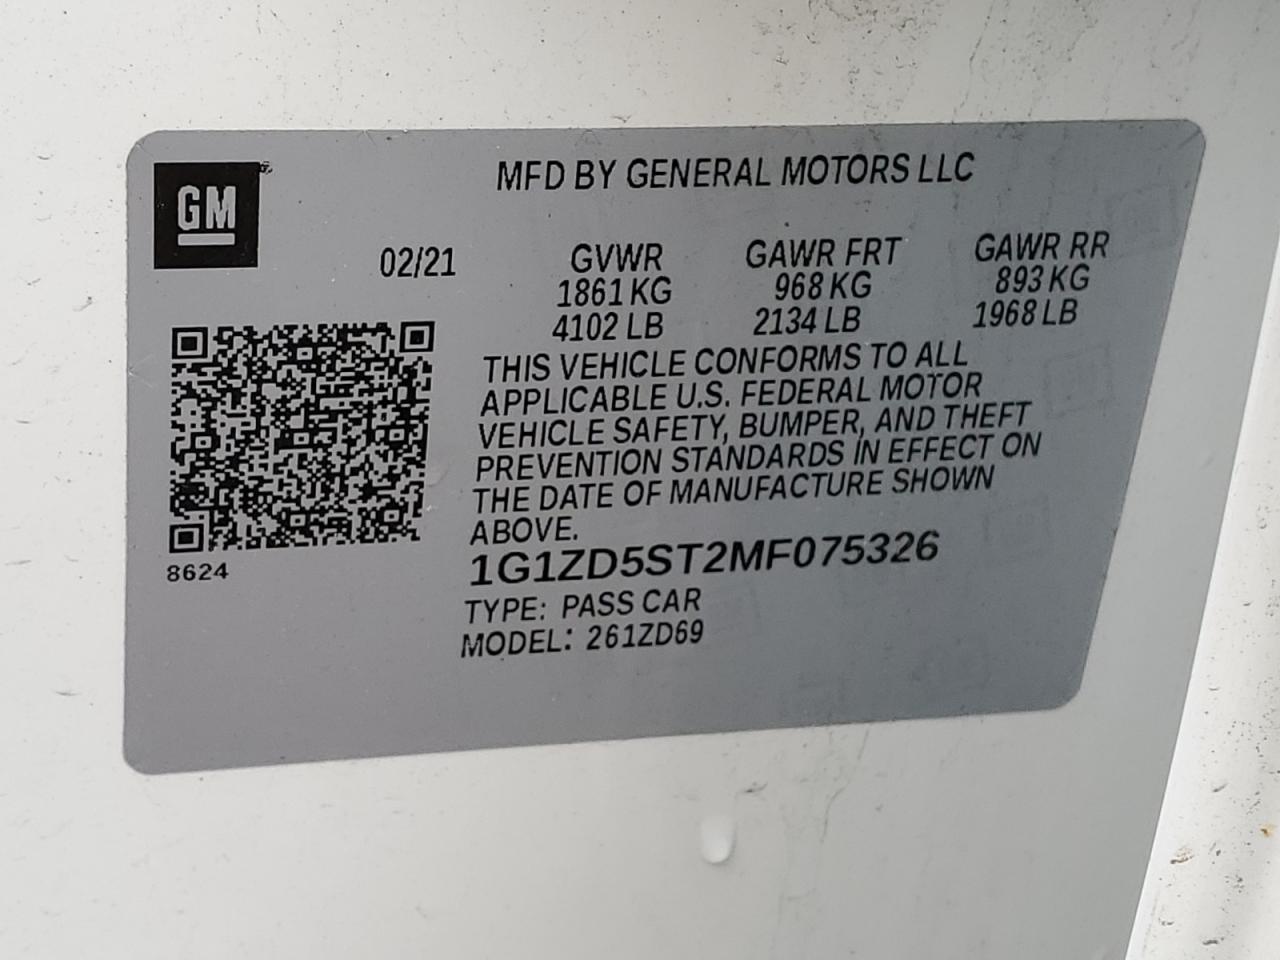 GM
MFD BY GENERAL MOTORS LLC
02/21
GVWR GAWR FRT GAWR RR
1861 KG 968 KG 893 KG
4102 LB 2134 LB 1968 LB
THIS VEHICLE CONFORMS TO ALL
APPLICABLE U.S. FEDERAL MOTOR
VEHICLE SAFETY, BUMPER, AND THEFT
PREVENTION STANDARDS IN EFFECT ON
THE DATE OF MANUFACTURE SHOWN
ABOVE.
8624
1G1ZD5ST2MF075326
TYPE: PASS CAR
MODEL: 261ZD69